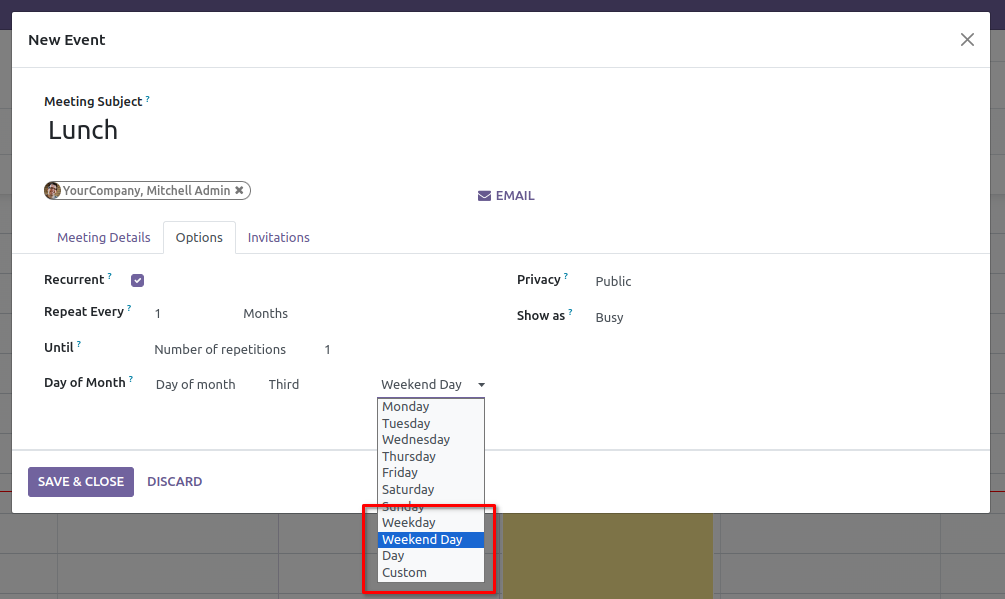 New Event
Meeting Subject ?
Lunch
YourCompany, Mitchell Admin
EMAIL
Meeting Details Options Invitations
Recurrent ?
Privacy ? Public
Repeat Every ? 1 Months
Show as ? Busy
Until ? Number of repetitions 1
Day of Month ? Day of month Third Weekend Day
Monday
Tuesday
Wednesday
Thursday
Friday
Saturday
Sunday
Weekday
Weekend Day
Day
Custom
SAVE & CLOSE DISCARD